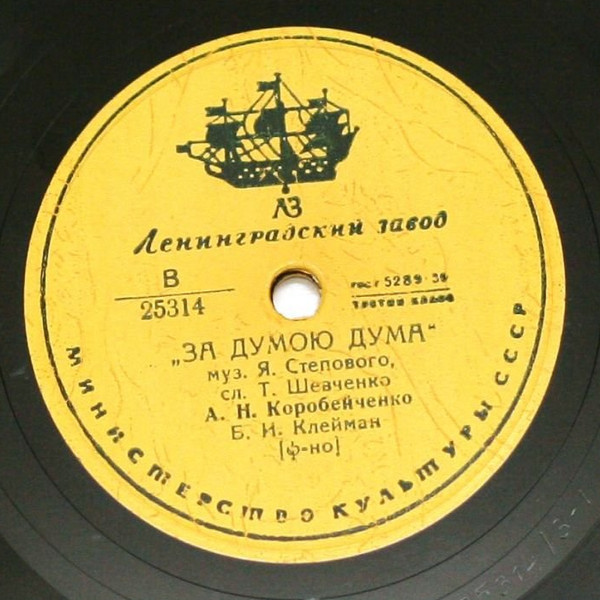 ЛЗ
Ленинградский завод
В
25314
ГОСТ 5289-56
третий класс
„ЗА ДУМОЮ ДУМА“
муз. Я. Степового,
сл. Т. Шевченко
А. Н. Коробейченко
Б. И. Клейман
[ф-но]
МИНИСТЕРСТВО КУЛЬТУРЫ СССР